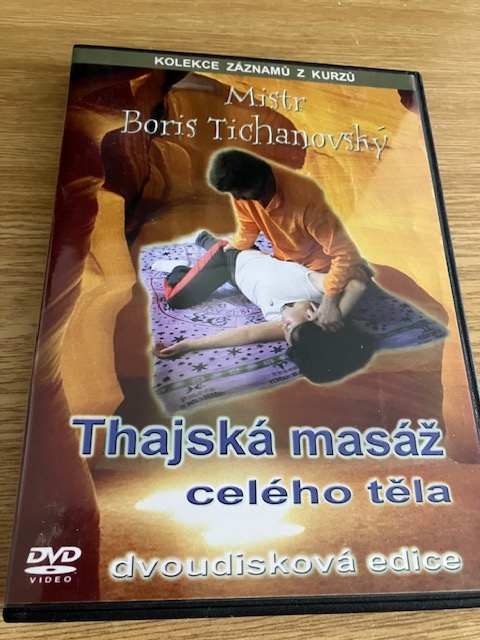 KOLEKCE ZÁZNAMŮ Z KURZŮ
Mistr
Boris Tichanovský
Thajská masáž
celého těla
dvoudisková edice
DVD
VIDEO